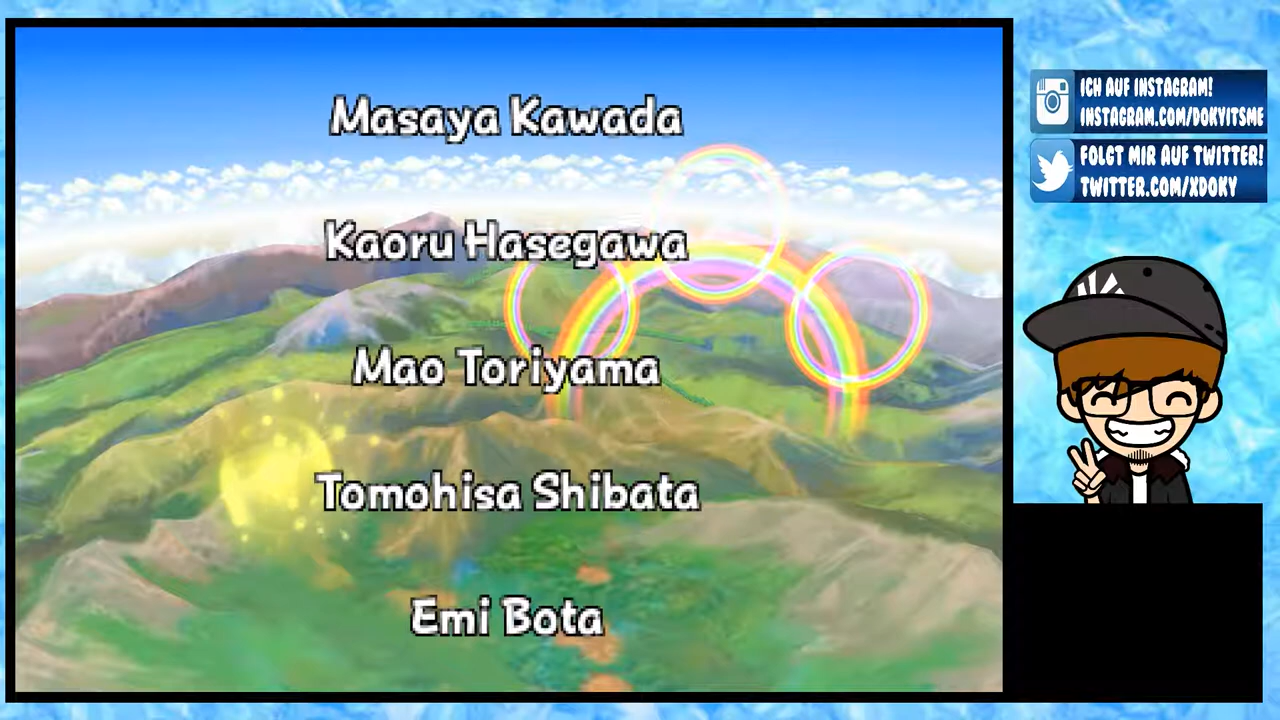 Masaya Kawada
Kaoru Hasegawa
Mao Toriyama
Tomohisa Shibata
Emi Bota
ICH AUF INSTAGRAM!
INSTAGRAM.COM/DOKYITSME
FOLGT MIR AUF TWITTER!
TWITTER.COM/XDOKY